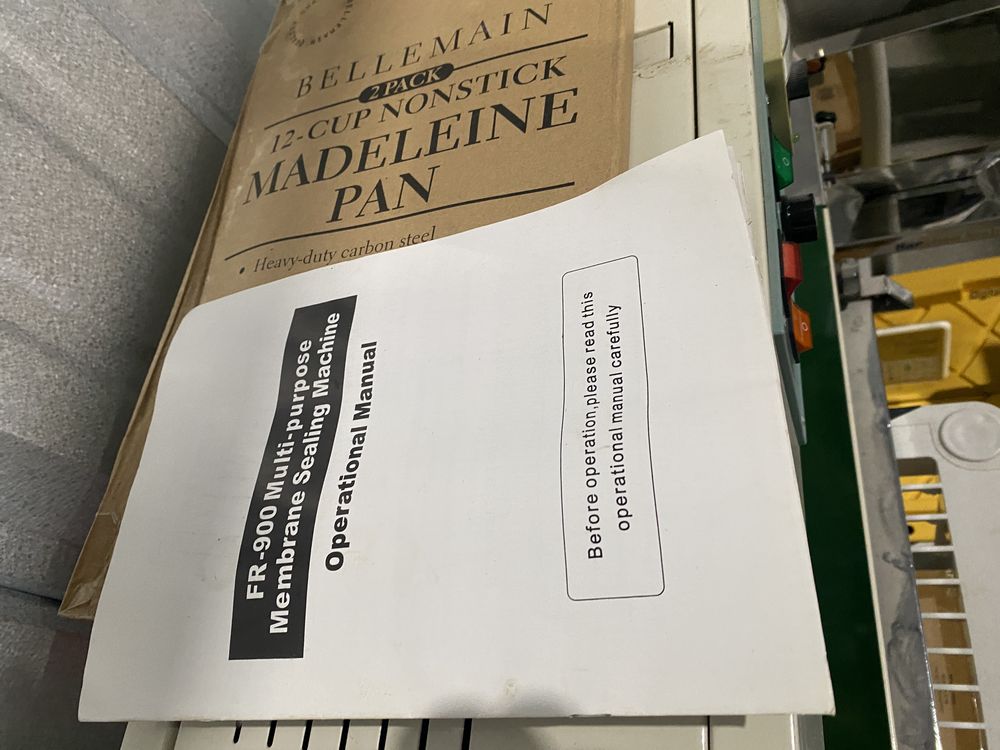 BELLEMAIN
2 PACK
12-CUP NONSTICK
MADELEINE
PAN
• Heavy-duty carbon steel
FR-900 Multi-purpose
Membrane Sealing Machine
Operational Manual
Before operation,please read this
operational manual carefully